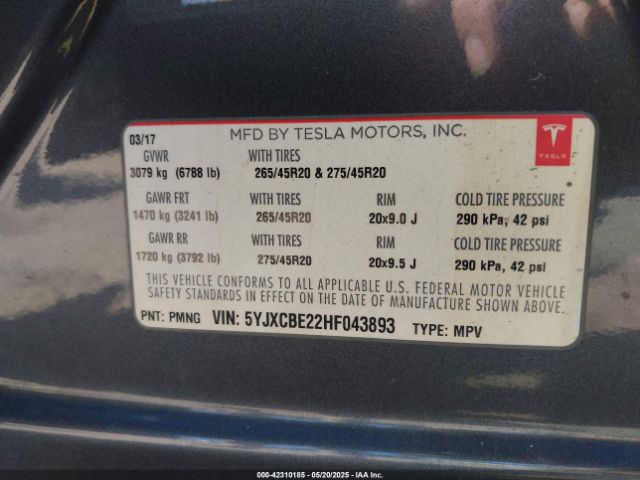 03/17 MFD BY TESLA MOTORS, INC.
TESLA
GVWR WITH TIRES
3079 kg (6788 lb) 265/45R20 & 275/45R20
GAWR FRT WITH TIRES RIM COLD TIRE PRESSURE
1470 kg (3241 lb) 265/45R20 20x9.0 J 290 kPa, 42 psi
GAWR RR WITH TIRES RIM COLD TIRE PRESSURE
1720 kg (3792 lb) 275/45R20 20x9.5 J 290 kPa, 42 psi
THIS VEHICLE CONFORMS TO ALL APPLICABLE U.S. FEDERAL MOTOR VEHICLE
SAFETY STANDARDS IN EFFECT ON THE DATE OF MANUFACTURE SHOWN ABOVE.
PNT: PMNG VIN: 5YJXCBE22HF043893 TYPE: MPV
000-42310185 - 05/20/2025 - IAA Inc.